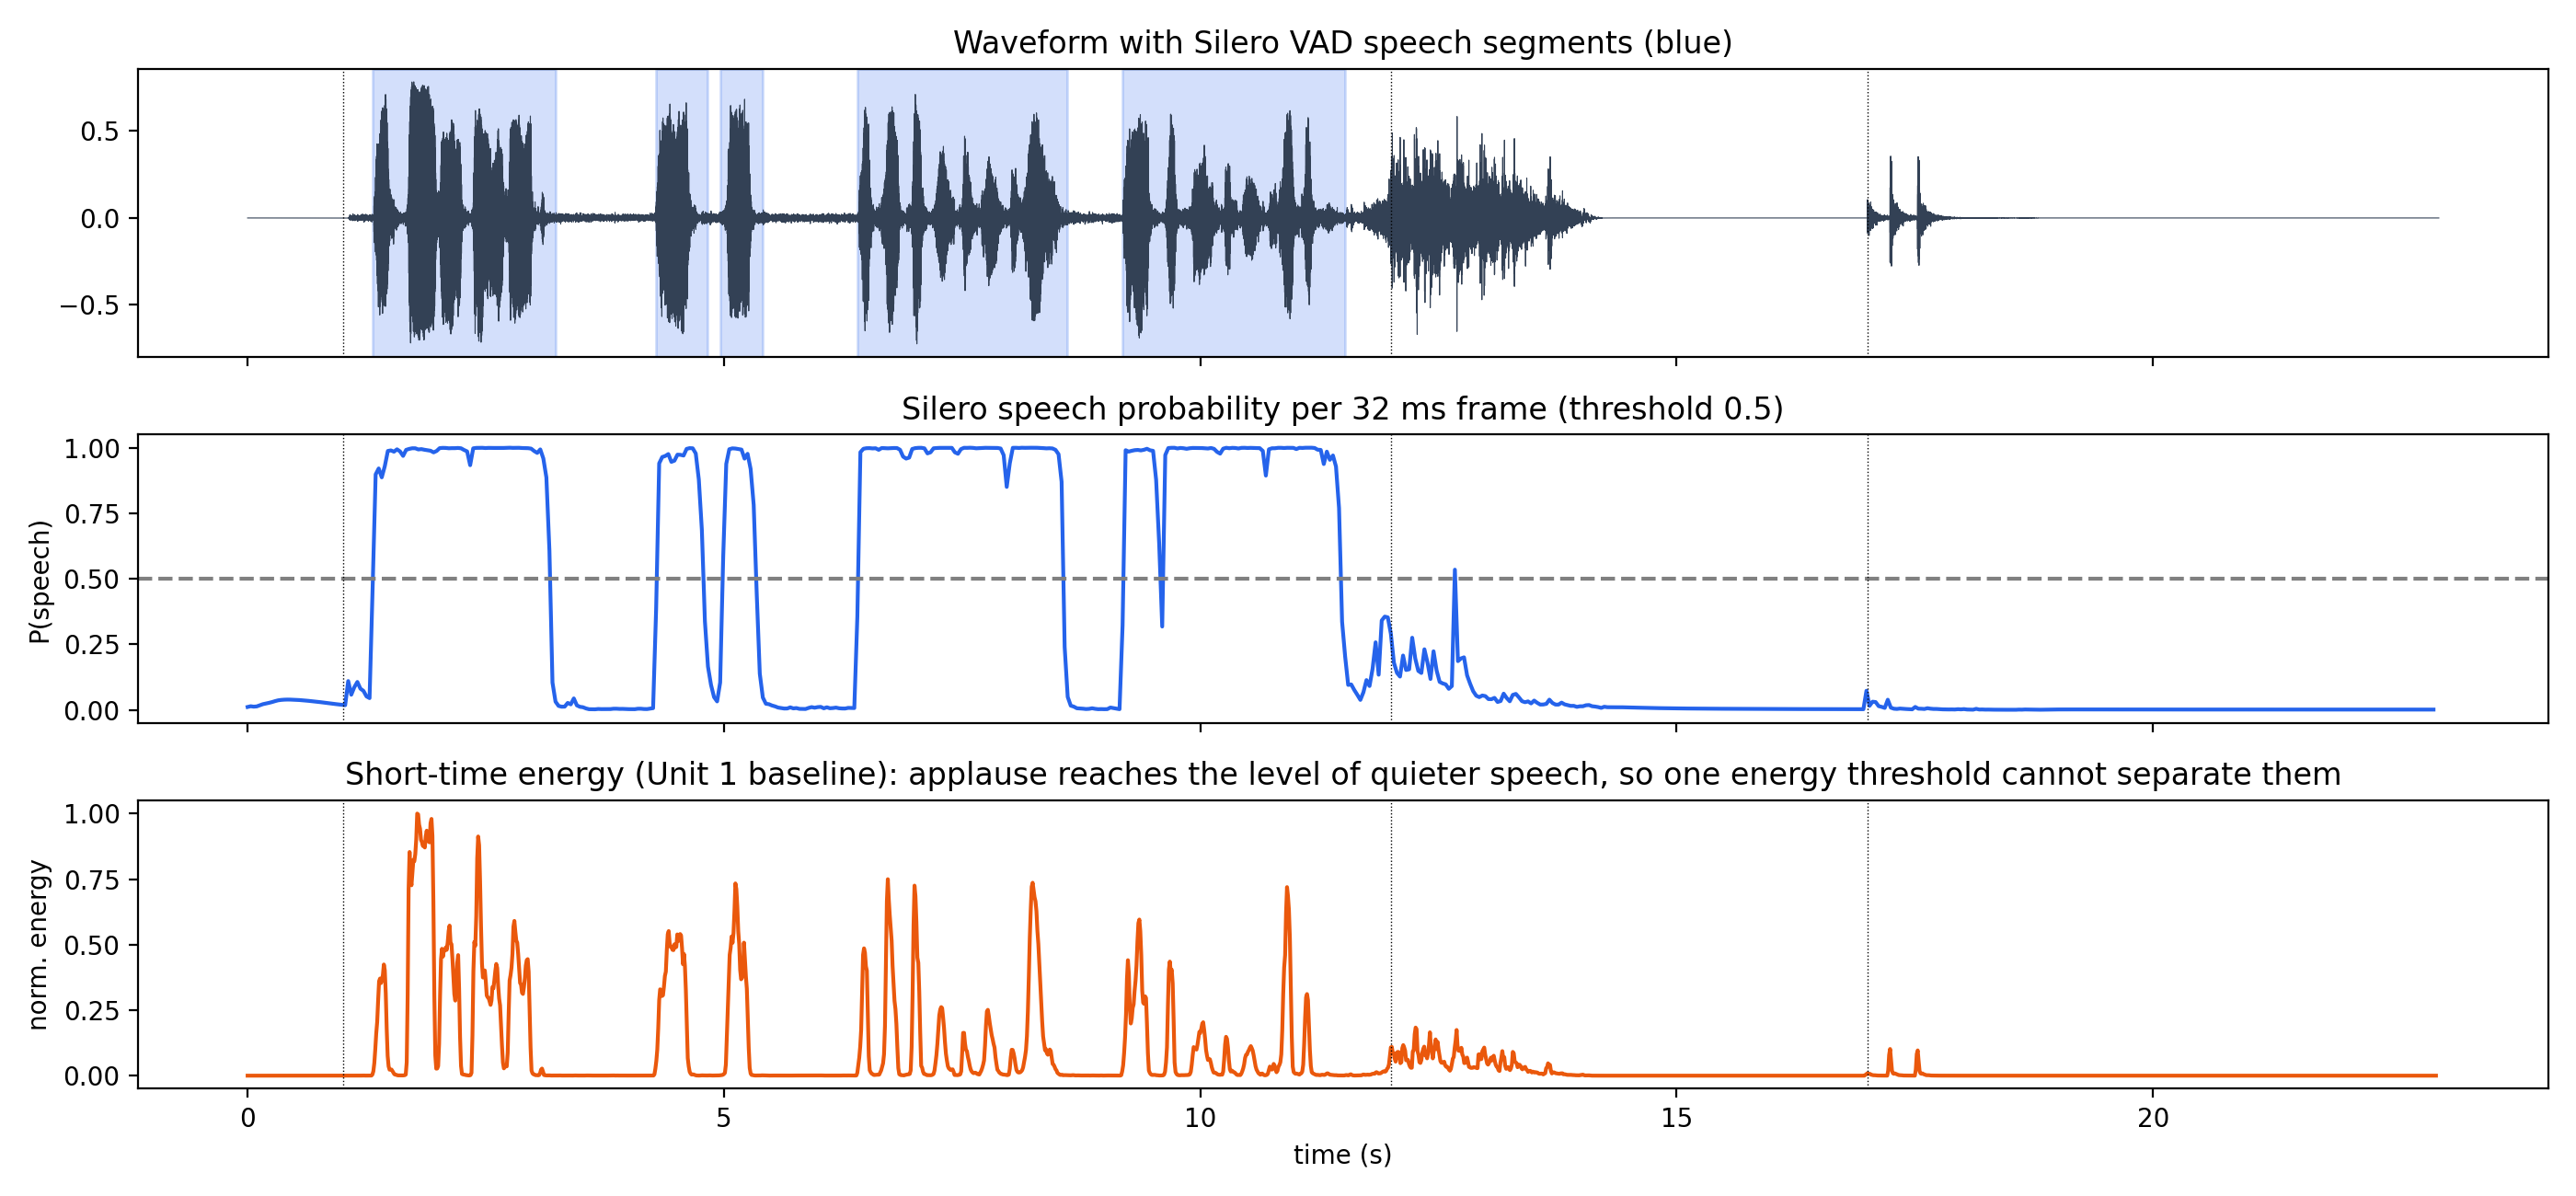 Waveform with Silero VAD speech segments (blue)
0.5
0.0
−0.5
Silero speech probability per 32 ms frame (threshold 0.5)
1.00
0.75
0.50
0.25
0.00
P(speech)
Short-time energy (Unit 1 baseline): applause reaches the level of quieter speech, so one energy threshold cannot separate them
1.00
0.75
0.50
0.25
0.00
norm. energy
0 5 10 15 20
time (s)